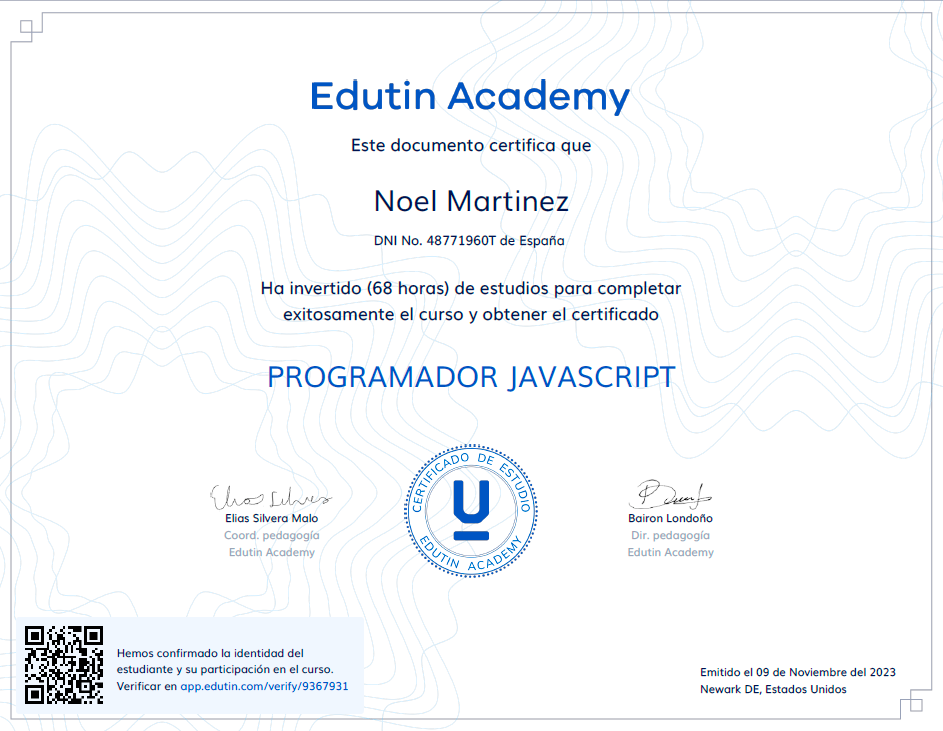 Edutin Academy
Este documento certifica que
Noel Martinez
DNI No. 48771960T de España
Ha invertido (68 horas) de estudios para completar
exitosamente el curso y obtener el certificado
PROGRAMADOR JAVASCRIPT
CERTIFICADO DE ESTUDIO
EDUTIN ACADEMY
Elias Silvera Malo
Coord. pedagogía
Edutin Academy
Bairon Londoño
Dir. pedagogía
Edutin Academy
Hemos confirmado la identidad del
estudiante y su participación en el curso.
Verificar en app.edutin.com/verify/9367931
Emitido el 09 de Noviembre del 2023
Newark DE, Estados Unidos